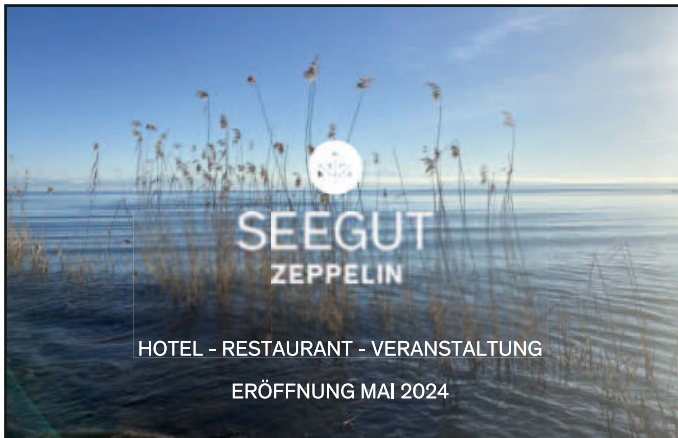 SEEGUT
ZEPPELIN
HOTEL - RESTAURANT - VERANSTALTUNG
ERÖFFNUNG MAI 2024